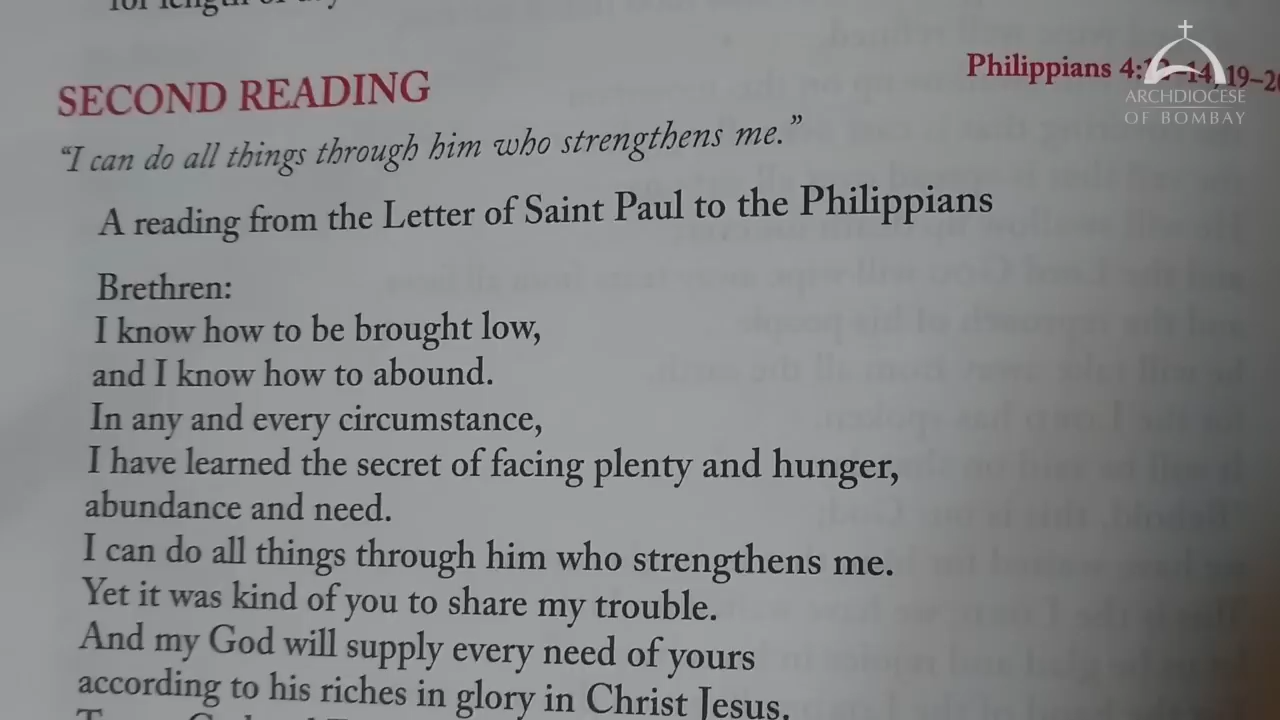 for length of
SECOND READING
Philippians 4:12–14, 19–20
"I can do all things through him who strengthens me."
A reading from the Letter of Saint Paul to the Philippians
Brethren:
I know how to be brought low,
and I know how to abound.
In any and every circumstance,
I have learned the secret of facing plenty and hunger,
abundance and need.
I can do all things through him who strengthens me.
Yet it was kind of you to share my trouble.
And my God will supply every need of yours
according to his riches in glory in Christ Jesus.
ARCHDIOCESE
OF BOMBAY